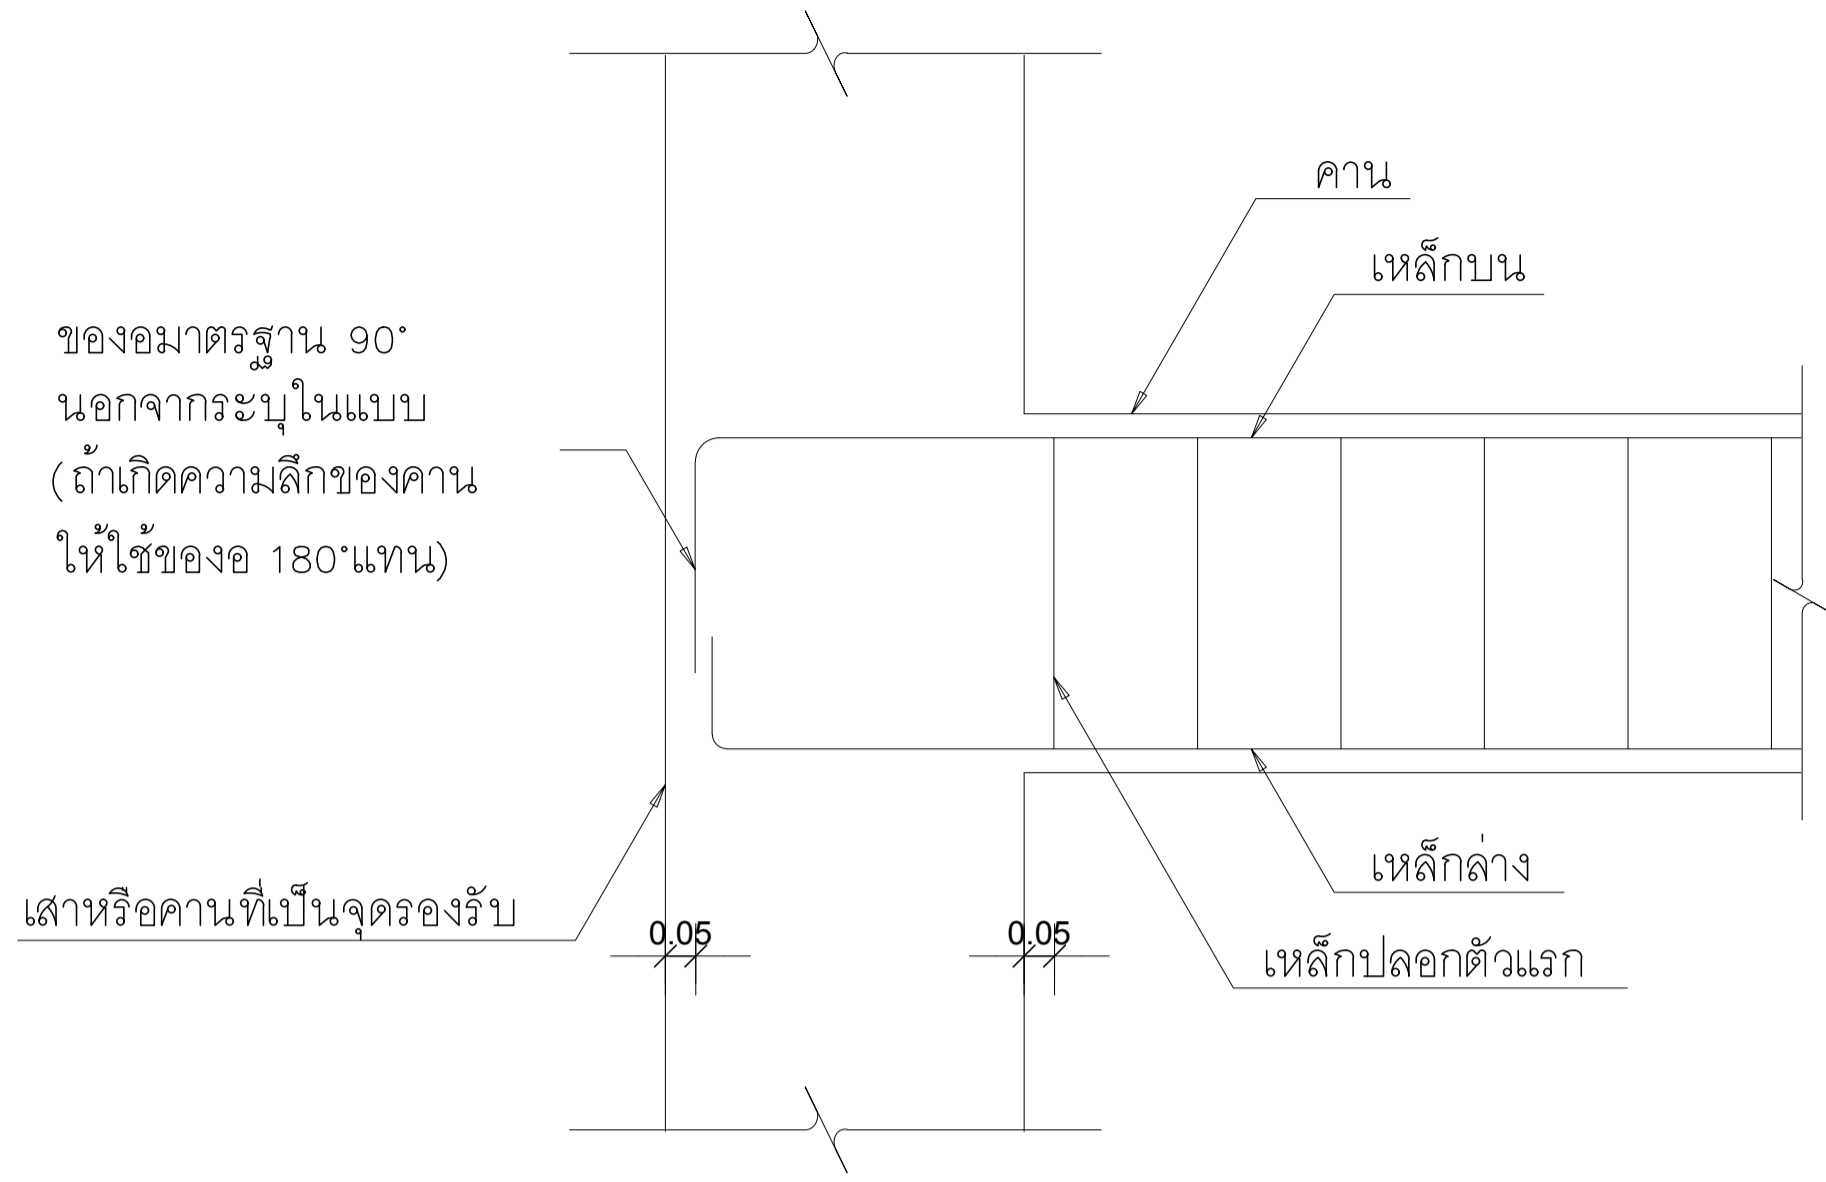 คาน
เหล็กบน
ของอมาตรฐาน 90°
นอกจากระบุในแบบ
(ถ้าเกิดความลึกของคาน
ให้ใช้ของอ 180°แทน)
เหล็กล่าง
เสาหรือคานที่เป็นจุดรองรับ
0.05
0.05
เหล็กปลอกตัวแรก